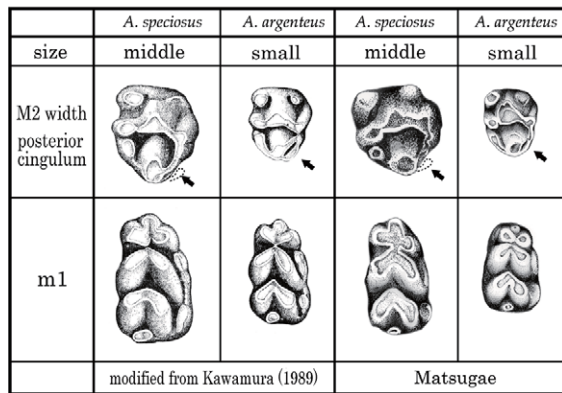 A. speciosus A. argenteus A. speciosus A. argenteus
size middle small middle small
M2 width
posterior
cingulum
m1
modified from Kawamura (1989) Matsugae